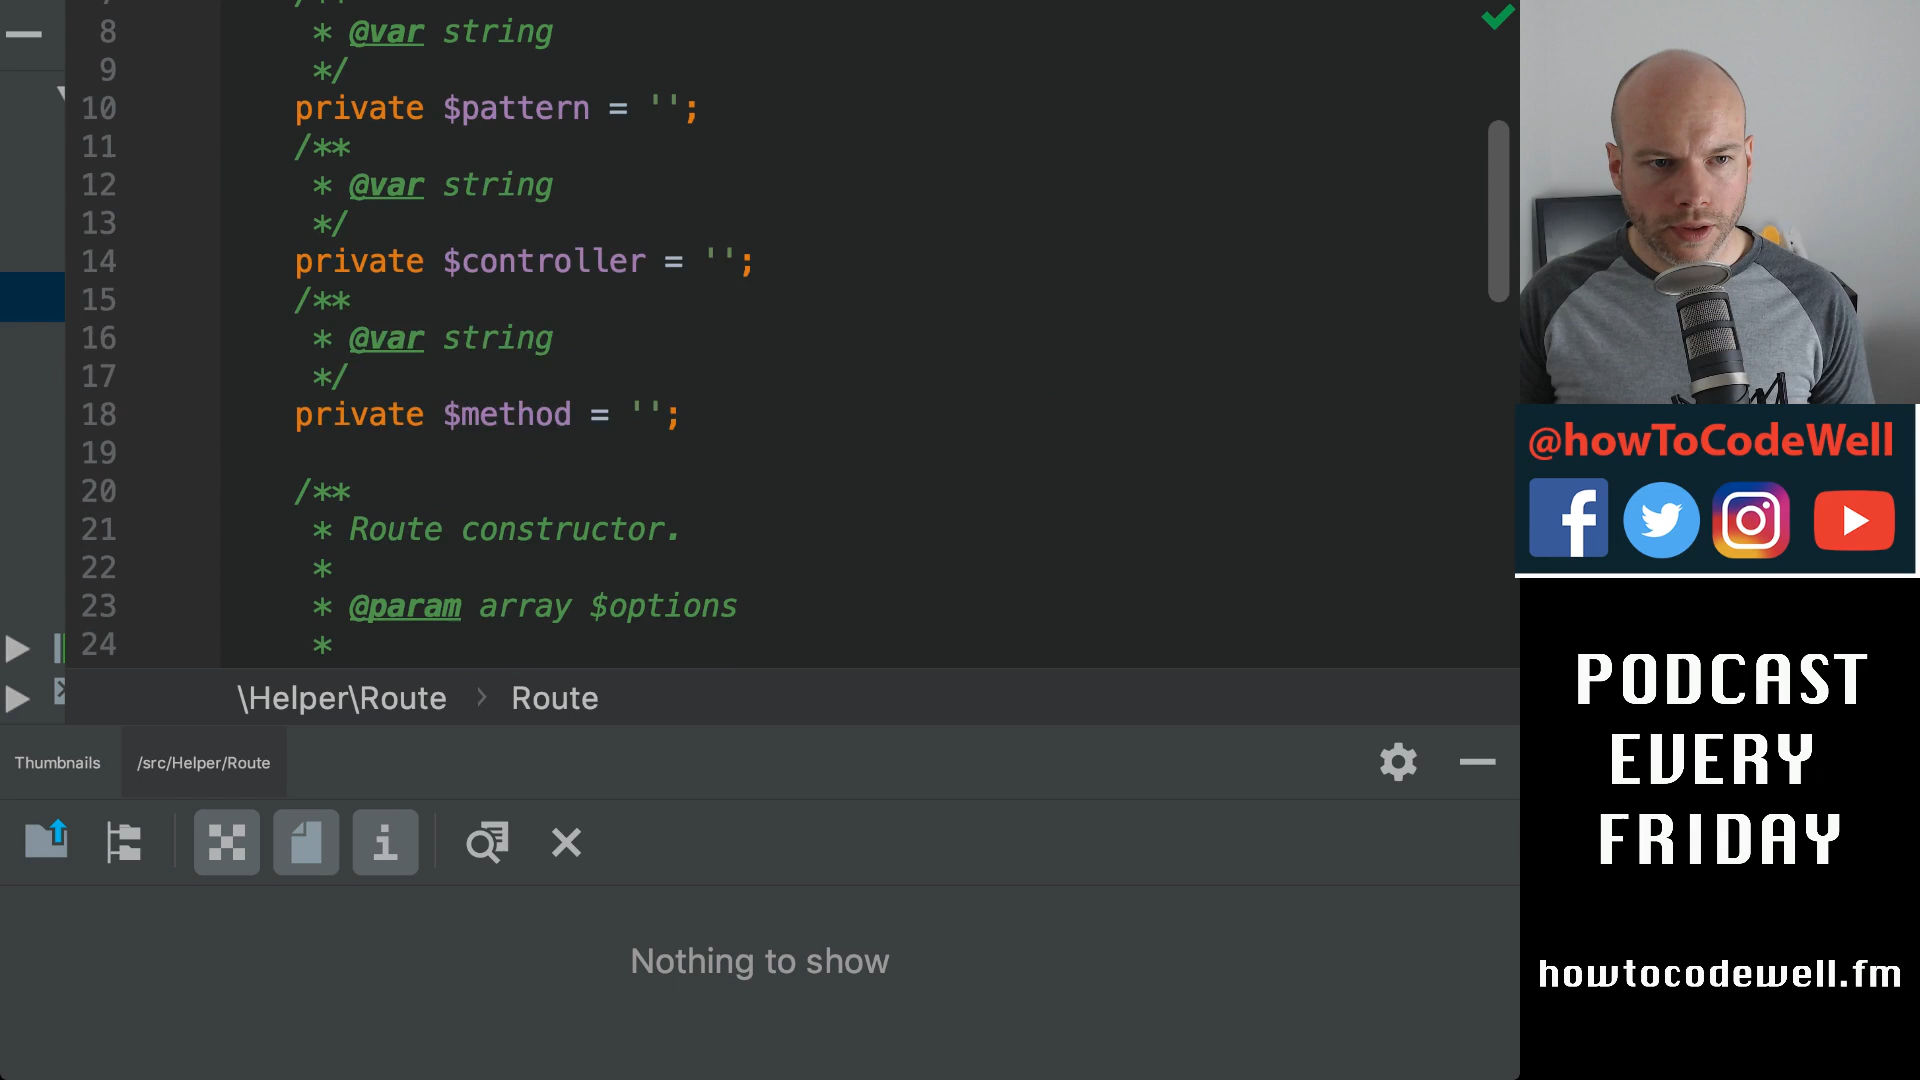 8 * @var string
9 */
10 private $pattern = '';
11 /**
12 * @var string
13 */
14 private $controller = '';
15 /**
16 * @var string
17 */
18 private $method = '';
19
20 /**
21 * Route constructor.
22 *
23 * @param array $options
24 *
\Helper\Route > Route
Thumbnails /src/Helper/Route
Nothing to show
@howToCodeWell
PODCAST
EVERY
FRIDAY
howtocodewell.fm